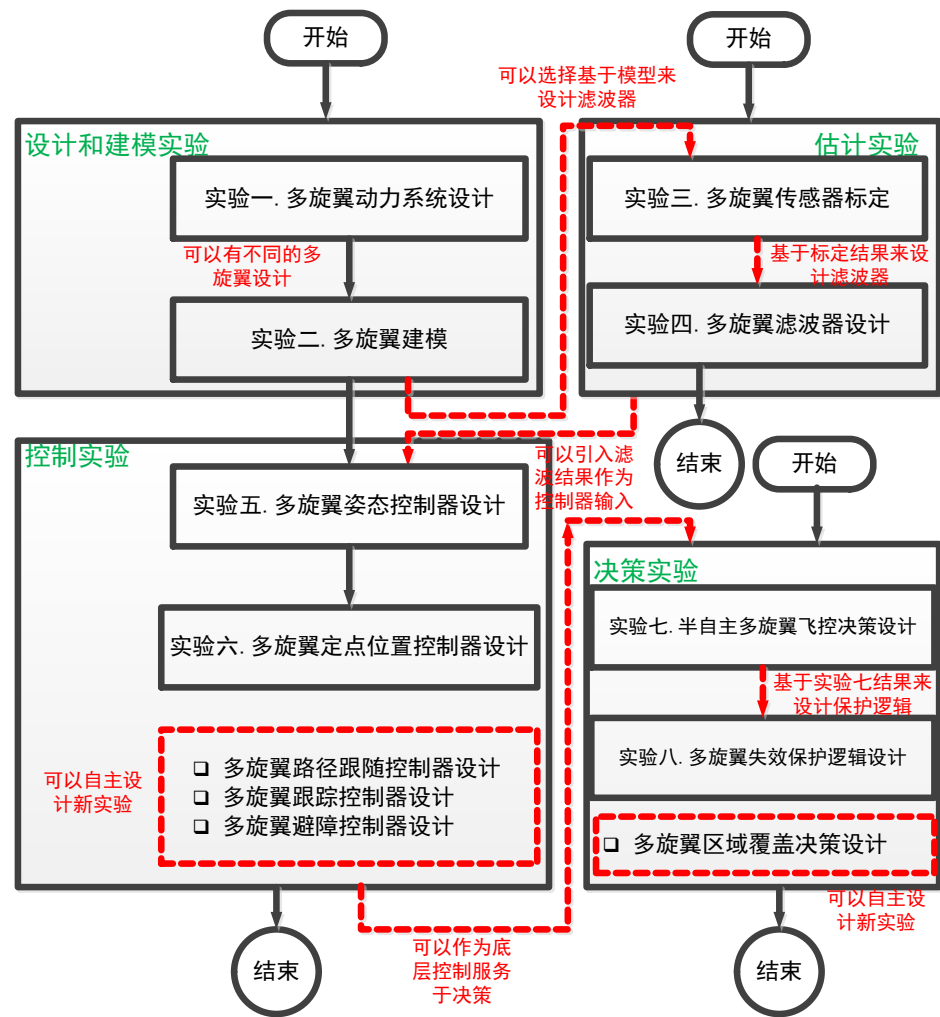 开始
设计和建模实验
实验一. 多旋翼动力系统设计
可以有不同的多
旋翼设计
实验二. 多旋翼建模
可以选择基于模型来
设计滤波器
开始
估计实验
实验三. 多旋翼传感器标定
基于标定结果来设
计滤波器
实验四. 多旋翼滤波器设计
结束
控制实验
可以引入滤
波结果作为
控制器输入
实验五. 多旋翼姿态控制器设计
实验六. 多旋翼定点位置控制器设计
可以自主设
计新实验
❑ 多旋翼路径跟随控制器设计
❑ 多旋翼跟踪控制器设计
❑ 多旋翼避障控制器设计
结束
可以作为底
层控制服务
于决策
开始
决策实验
实验七. 半自主多旋翼飞控决策设计
基于实验七结果来
设计保护逻辑
实验八. 多旋翼失效保护逻辑设计
❑ 多旋翼区域覆盖决策设计
可以自主设
计新实验
结束